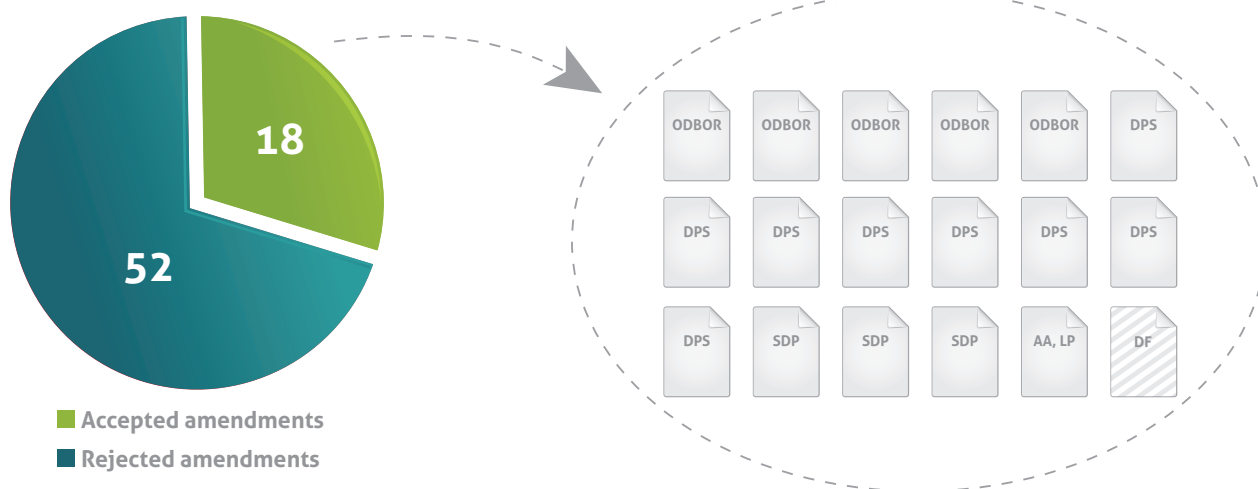 18
52
Accepted amendments
Rejected amendments
ODBOR ODBOR ODBOR ODBOR ODBOR DPS
DPS DPS DPS DPS DPS DPS
DPS SDP SDP SDP AA, LP DF